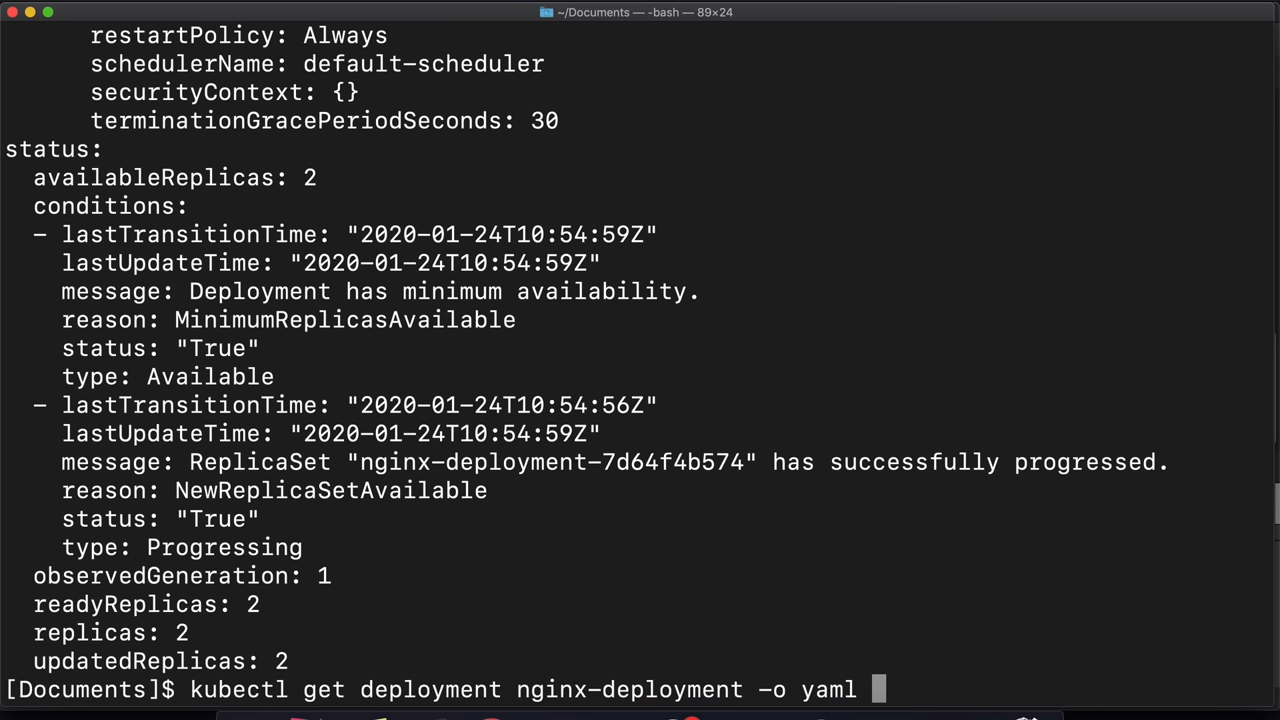 ~/Documents — -bash — 89×24
      restartPolicy: Always
      schedulerName: default-scheduler
      securityContext: {}
      terminationGracePeriodSeconds: 30
status:
  availableReplicas: 2
  conditions:
  - lastTransitionTime: "2020-01-24T10:54:59Z"
    lastUpdateTime: "2020-01-24T10:54:59Z"
    message: Deployment has minimum availability.
    reason: MinimumReplicasAvailable
    status: "True"
    type: Available
  - lastTransitionTime: "2020-01-24T10:54:56Z"
    lastUpdateTime: "2020-01-24T10:54:59Z"
    message: ReplicaSet "nginx-deployment-7d64f4b574" has successfully progressed.
    reason: NewReplicaSetAvailable
    status: "True"
    type: Progressing
  observedGeneration: 1
  readyReplicas: 2
  replicas: 2
  updatedReplicas: 2
[Documents]$ kubectl get deployment nginx-deployment -o yaml